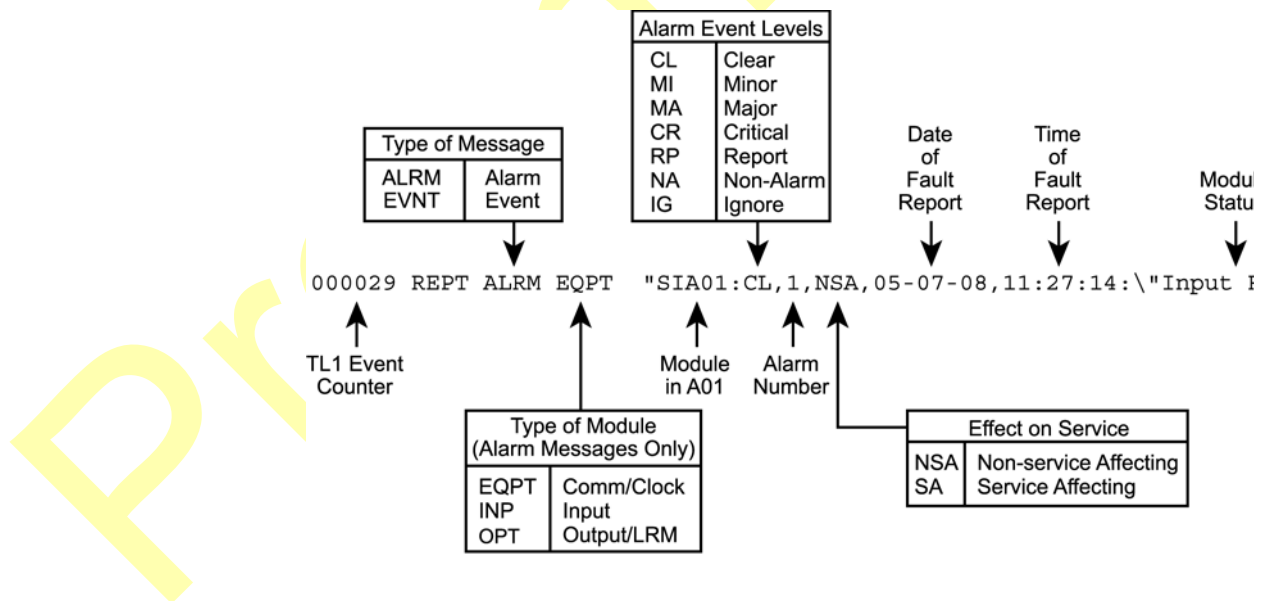 Alarm Event Levels
CL Clear
MI Minor
MA Major
CR Critical
RP Report
NA Non-Alarm
IG Ignore
Type of Message
ALRM Alarm
EVNT Event
Date
of
Fault
Report
Time
of
Fault
Report
000029 REPT ALRM EQPT "SIA01:CL,1,NSA,05-07-08,11:27:14:\"Input
TL1 Event
Counter
Module
in A01
Alarm
Number
Type of Module
(Alarm Messages Only)
EQPT Comm/Clock
INP Input
OPT Output/LRM
Effect on Service
NSA Non-service Affecting
SA Service Affecting